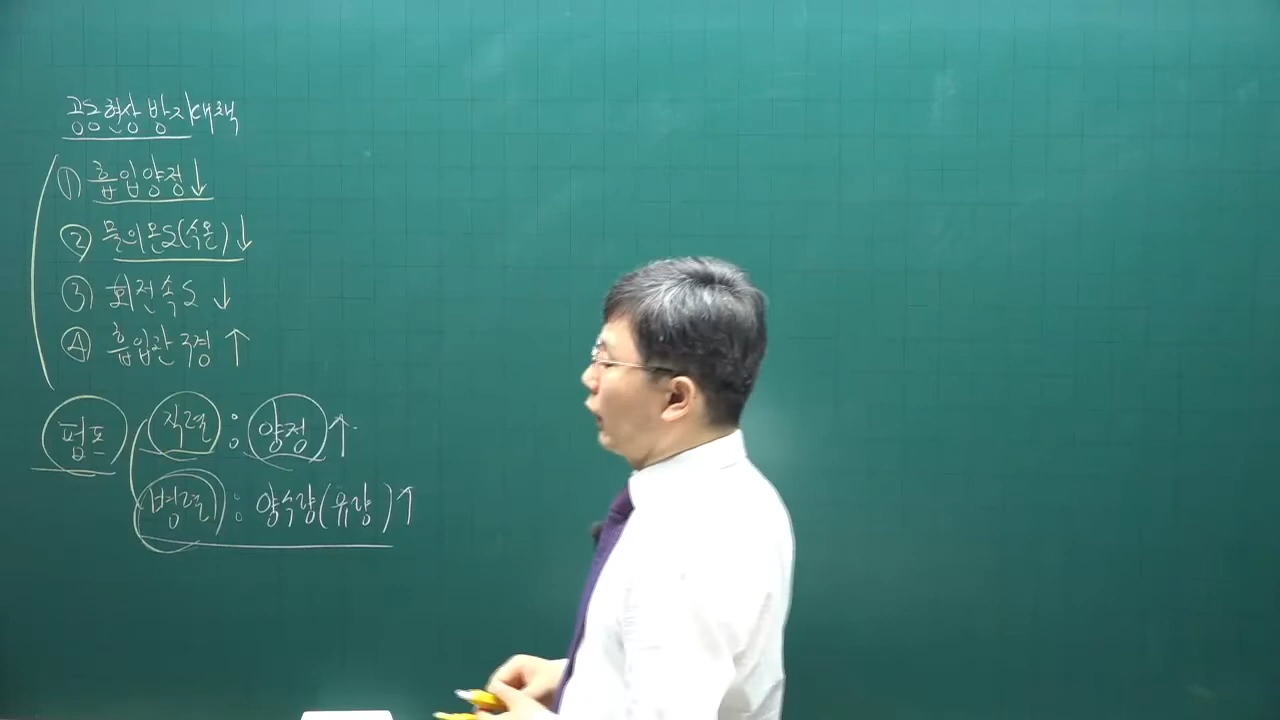 공동현상 방지대책
① 흡입양정↓
② 물의온도(수온)↓
③ 회전속도 ↓
④ 흡입관 구경 ↑
펌프 직렬 : 양정↑
병렬 : 양수량(유량)↑